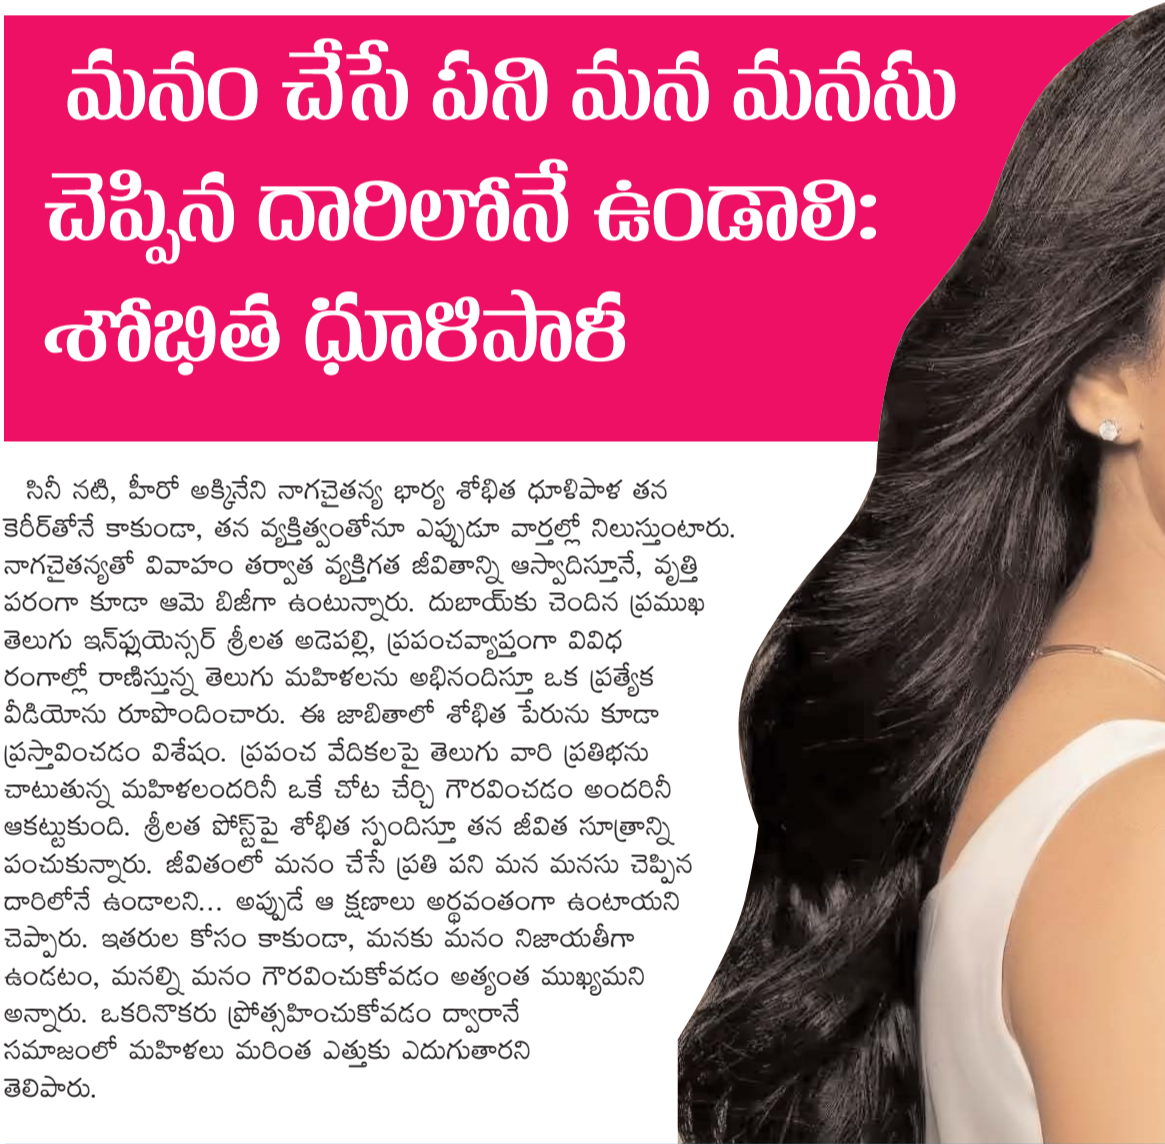 మనం చేసే పని మన మనసు
చెప్పిన దారిలోనే ఉండాలి:
శోభిత ధూళిపాళ
సినీ నటి, హీరో అక్కినేని నాగచైతన్య భార్య శోభిత ధూళిపాళ తన
కెరీర్‌తోనే కాకుండా, తన వ్యక్తిత్వంతోనూ ఎప్పుడూ వార్తల్లో నిలుస్తుంటారు.
నాగచైతన్యతో వివాహం తర్వాత వ్యక్తిగత జీవితాన్ని ఆస్వాదిస్తూనే, వృత్తి
పరంగా కూడా ఆమె బిజీగా ఉంటున్నారు. దుబాయ్‌కు చెందిన ప్రముఖ
తెలుగు ఇన్‌ఫ్లుయెన్సర్ శ్రీలత అడెపల్లి, ప్రపంచవ్యాప్తంగా వివిధ
రంగాల్లో రాణిస్తున్న తెలుగు మహిళలను అభినందిస్తూ ఒక ప్రత్యేక
వీడియోను రూపొందించారు. ఈ జాబితాలో శోభిత పేరును కూడా
ప్రస్తావించడం విశేషం. ప్రపంచ వేదికలపై తెలుగు వారి ప్రతిభను
చాటుతున్న మహిళలందరినీ ఒకే చోట చేర్చి గౌరవించడం అందరినీ
ఆకట్టుకుంది. శ్రీలత పోస్ట్‌పై శోభిత స్పందిస్తూ తన జీవిత సూత్రాన్ని
పంచుకున్నారు. జీవితంలో మనం చేసే ప్రతి పని మన మనసు చెప్పిన
దారిలోనే ఉండాలని... అప్పుడే ఆ క్షణాలు అర్థవంతంగా ఉంటాయని
చెప్పారు. ఇతరుల కోసం కాకుండా, మనకు మనం నిజాయతీగా
ఉండటం, మనల్ని మనం గౌరవించుకోవడం అత్యంత ముఖ్యమని
అన్నారు. ఒకరినొకరు ప్రోత్సహించుకోవడం ద్వారానే
సమాజంలో మహిళలు మరింత ఎత్తుకు ఎదుగుతారని
తెలిపారు.